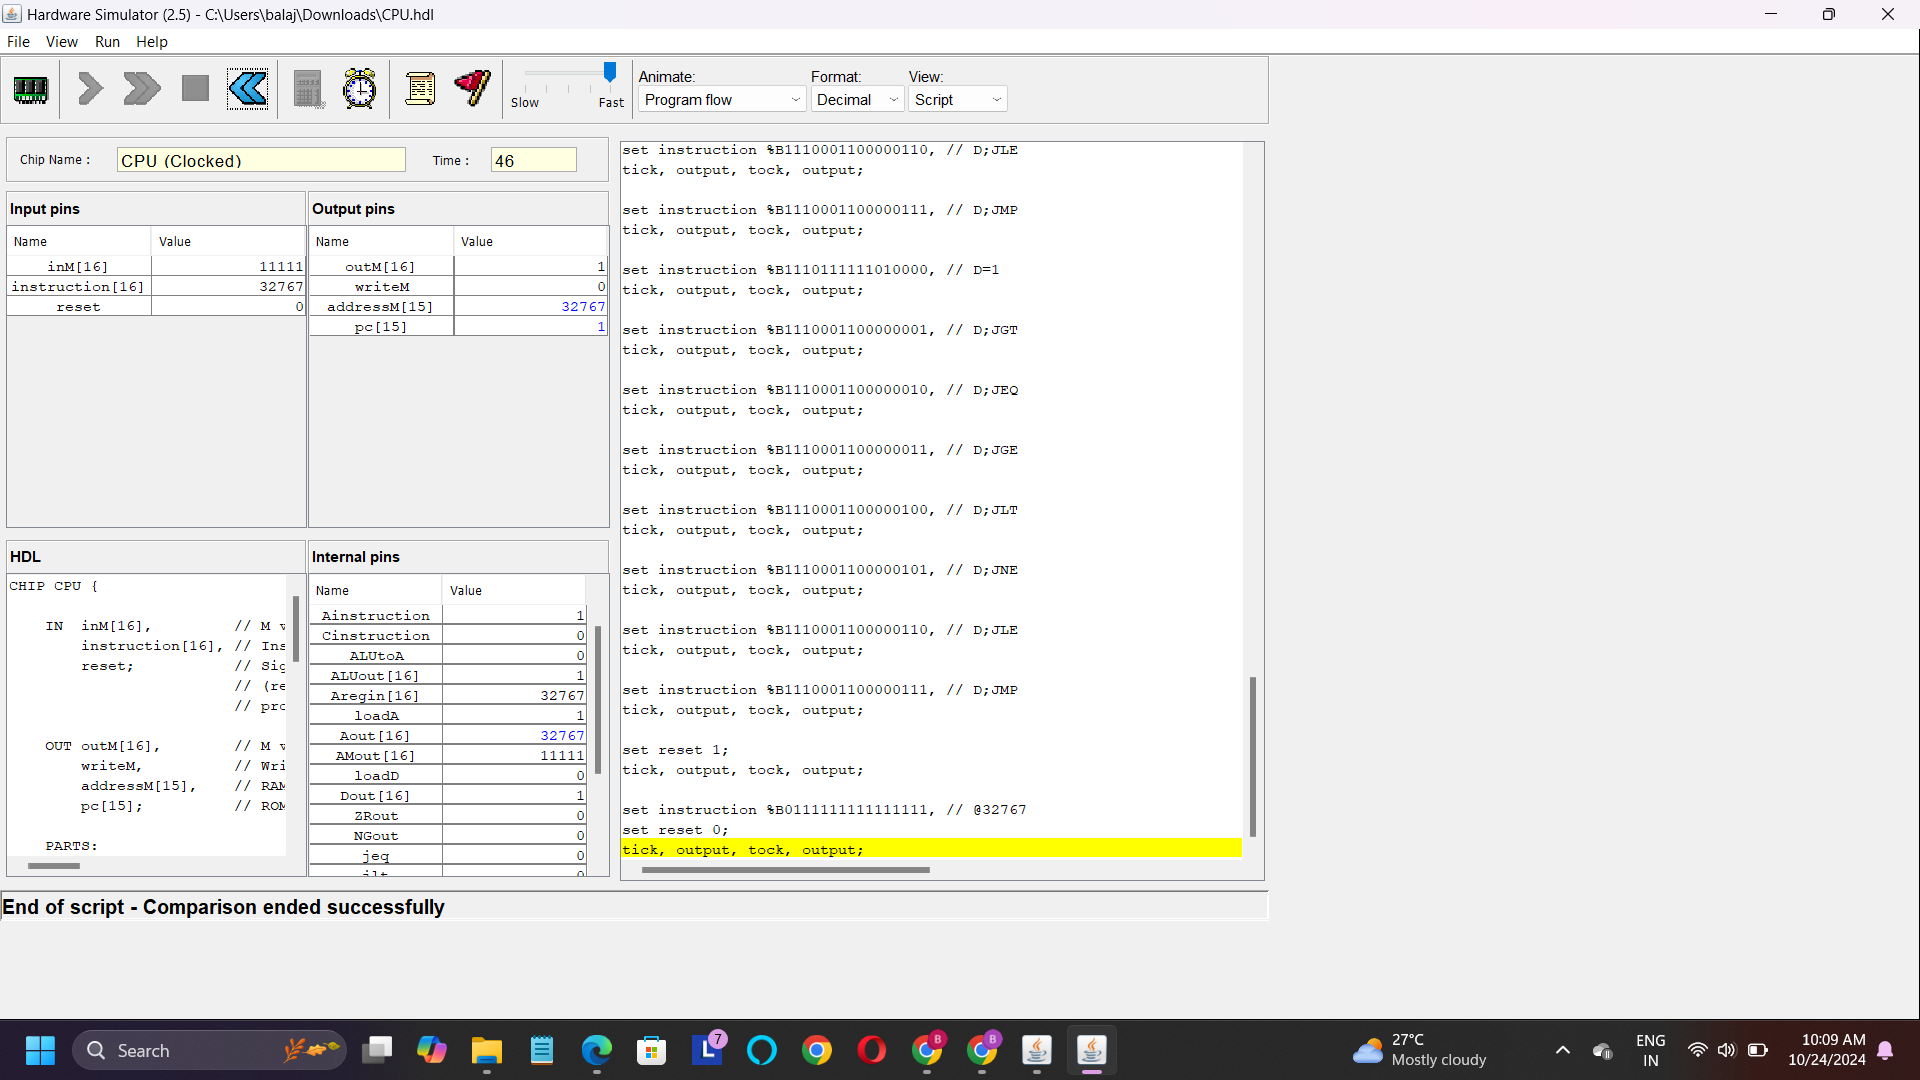 Hardware Simulator (2.5) - C:\Users\balaj\Downloads\CPU.hdl
File View Run Help
Slow Fast
Animate: Format: View:
Program flow Decimal Script
Chip Name : CPU (Clocked) Time : 46
Input pins
Name Value
inM[16] 11111
instruction[16] 32767
reset 0
Output pins
Name Value
outM[16] 1
writeM 0
addressM[15] 32767
pc[15] 1
HDL
CHIP CPU {
IN inM[16], // M v
instruction[16], // Ins
reset; // Sig
// (re
// pro
OUT outM[16], // M v
writeM, // Wri
addressM[15], // RAM
pc[15]; // ROM
PARTS:
Internal pins
Name Value
Ainstruction 1
Cinstruction 0
ALUtoA 0
ALUout[16] 1
Aregin[16] 32767
loadA 1
Aout[16] 32767
AMout[16] 11111
loadD 0
Dout[16] 1
ZRout 0
NGout 0
jeq 0
jlt 0
set instruction %B1110001100000110, // D;JLE
tick, output, tock, output;
set instruction %B1110001100000111, // D;JMP
tick, output, tock, output;
set instruction %B1110111111010000, // D=1
tick, output, tock, output;
set instruction %B1110001100000001, // D;JGT
tick, output, tock, output;
set instruction %B1110001100000010, // D;JEQ
tick, output, tock, output;
set instruction %B1110001100000011, // D;JGE
tick, output, tock, output;
set instruction %B1110001100000100, // D;JLT
tick, output, tock, output;
set instruction %B1110001100000101, // D;JNE
tick, output, tock, output;
set instruction %B1110001100000110, // D;JLE
tick, output, tock, output;
set instruction %B1110001100000111, // D;JMP
tick, output, tock, output;
set reset 1;
tick, output, tock, output;
set instruction %B0111111111111111, // @32767
set reset 0;
tick, output, tock, output;
End of script - Comparison ended successfully
Search
L 7
B
B
27°C
Mostly cloudy
ENG
IN
10:09 AM
10/24/2024